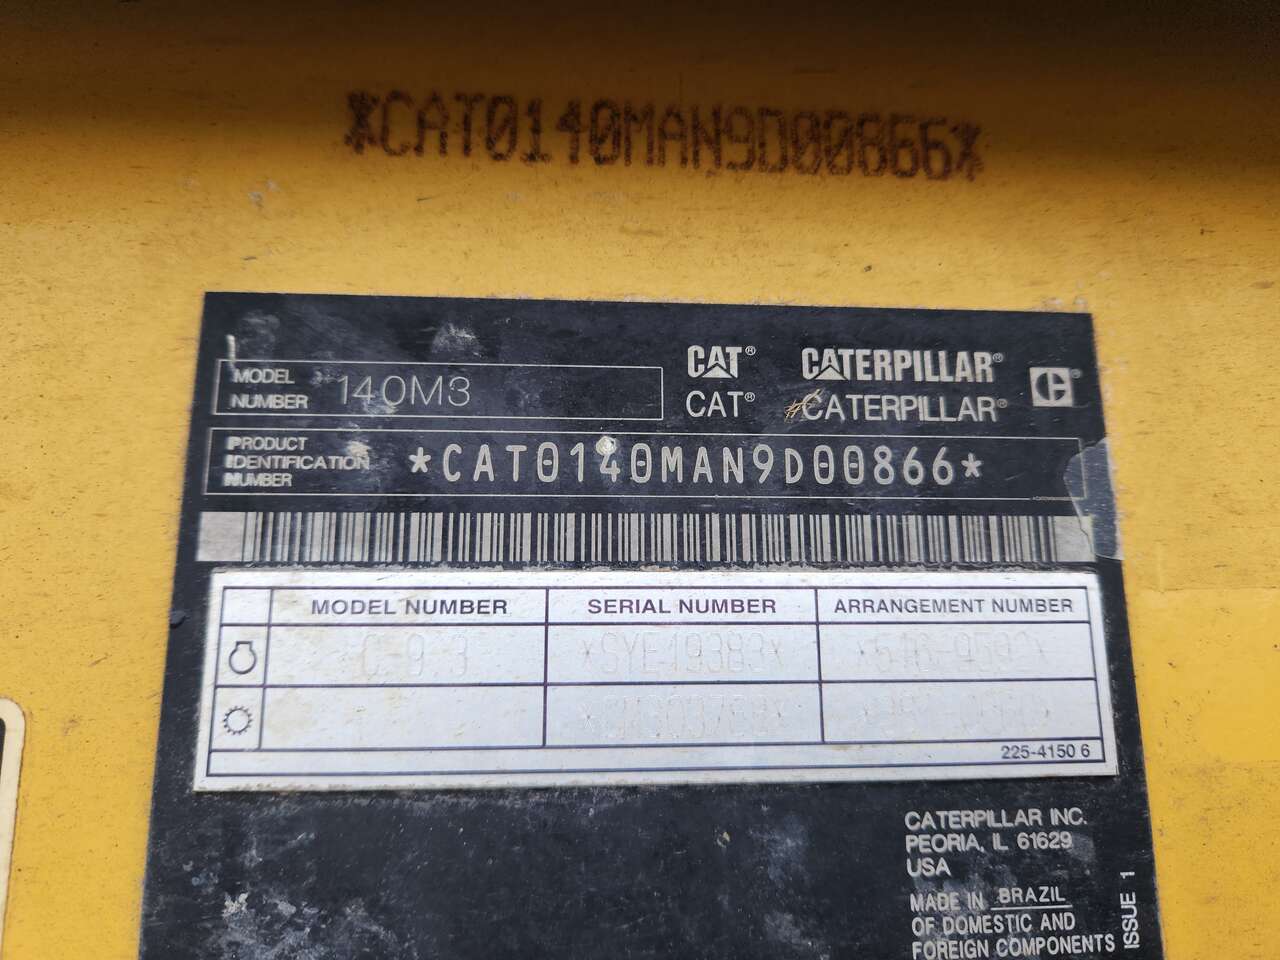 *CAT0140MAN9D00866*
CAT® CATERPILLAR®
MODEL NUMBER 140M3
CAT® CATERPILLAR®
PRODUCT IDENTIFICATION NUMBER *CAT0140MAN9D00866*
MODEL NUMBER SERIAL NUMBER ARRANGEMENT NUMBER
C 9 3 *SYE49383*
225-4150 6
CATERPILLAR INC.
PEORIA, IL 61629
USA
MADE IN BRAZIL
OF DOMESTIC AND
FOREIGN COMPONENTS
ISSUE 1